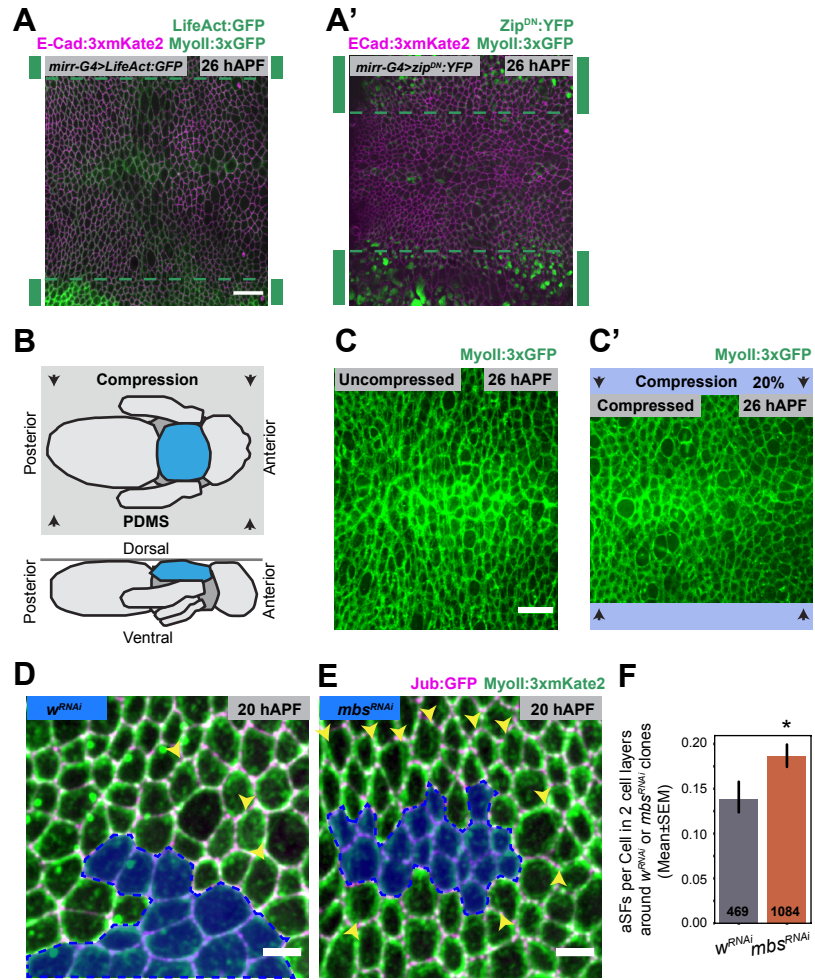 A
LifeAct:GFP
E-Cad:3xmKate2 MyoII:3xGFP
mirr-G4>LifeAct:GFP 26 hAPF
A'
Zip^DN:YFP
ECad:3xmKate2 MyoII:3xGFP
mirr-G4>zip^DN:YFP 26 hAPF
B
Compression
Posterior
Anterior
PDMS
Dorsal
Posterior
Anterior
Ventral
C
MyoII:3xGFP
Uncompressed 26 hAPF
C'
MyoII:3xGFP
Compression 20%
Compressed 26 hAPF
D
w^RNAi 20 hAPF
E
Jub:GFP MyoII:3xmKate2
mbs^RNAi 20 hAPF
F
aSFs per Cell in 2 cell layers
around w^RNAi or mbs^RNAi clones
(Mean±SEM)
*
0.20
0.15
0.10
0.05
0.00
469 1084
w^RNAi mbs^RNAi